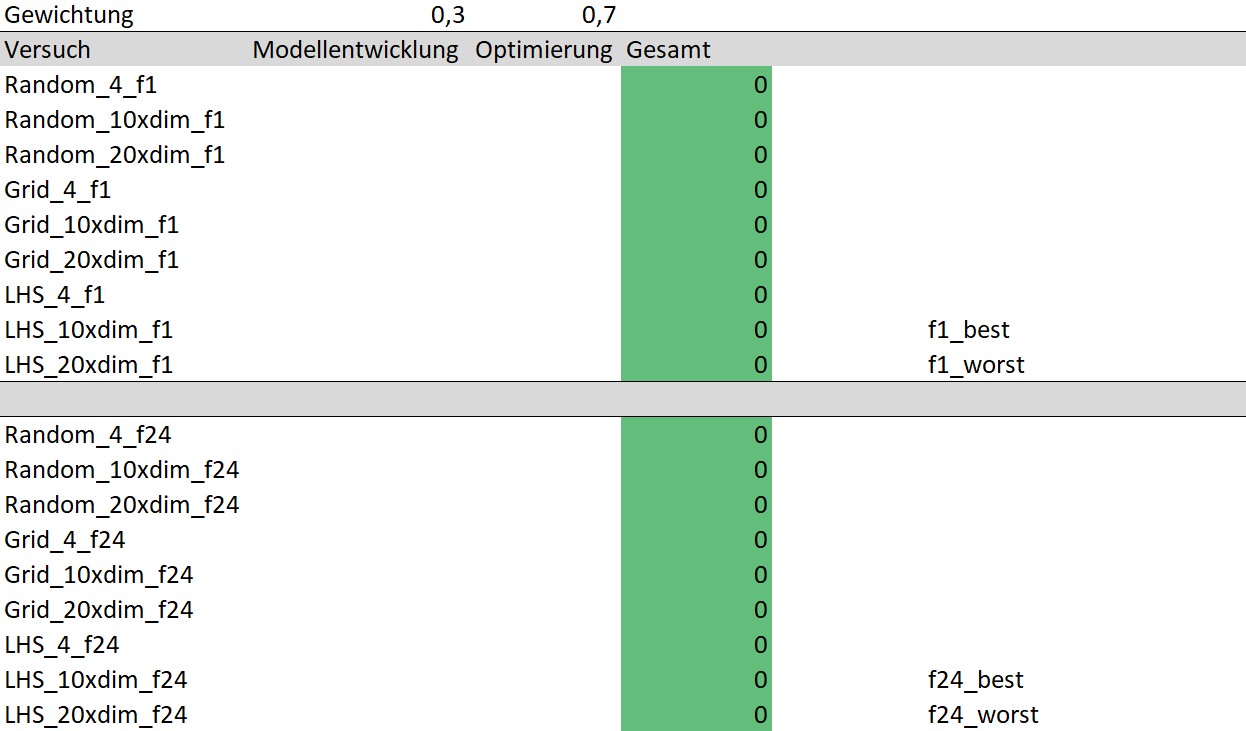 Gewichtung 0,3 0,7
Versuch Modellentwicklung Optimierung Gesamt
Random_4_f1 0
Random_10xdim_f1 0
Random_20xdim_f1 0
Grid_4_f1 0
Grid_10xdim_f1 0
Grid_20xdim_f1 0
LHS_4_f1 0
LHS_10xdim_f1 0 f1_best
LHS_20xdim_f1 0 f1_worst
Random_4_f24 0
Random_10xdim_f24 0
Random_20xdim_f24 0
Grid_4_f24 0
Grid_10xdim_f24 0
Grid_20xdim_f24 0
LHS_4_f24 0
LHS_10xdim_f24 0 f24_best
LHS_20xdim_f24 0 f24_worst